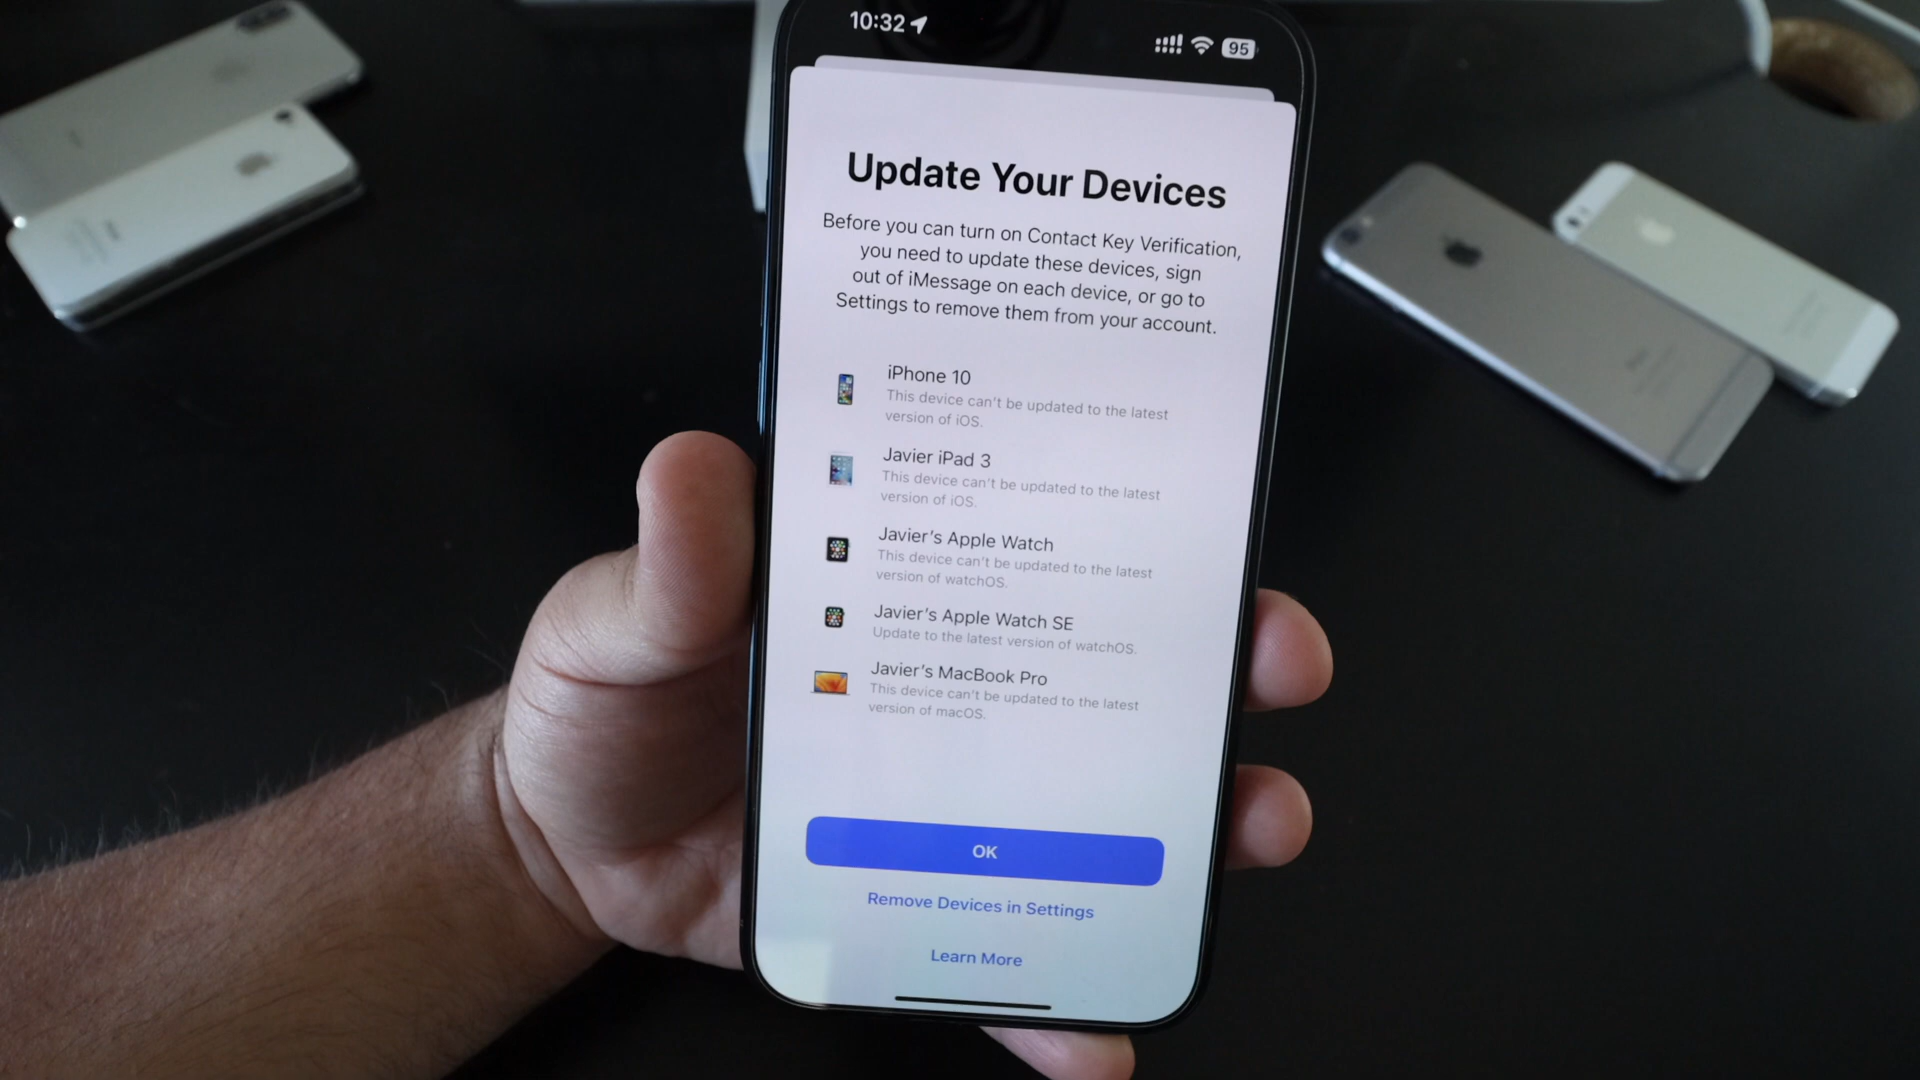 10:32
95
Update Your Devices
Before you can turn on Contact Key Verification,
you need to update these devices, sign
out of iMessage on each device, or go to
Settings to remove them from your account.
iPhone 10
This device can't be updated to the latest
version of iOS.
Javier iPad 3
This device can't be updated to the latest
version of iOS.
Javier's Apple Watch
This device can't be updated to the latest
version of watchOS.
Javier's Apple Watch SE
Update to the latest version of watchOS.
Javier's MacBook Pro
This device can't be updated to the latest
version of macOS.
OK
Remove Devices in Settings
Learn More